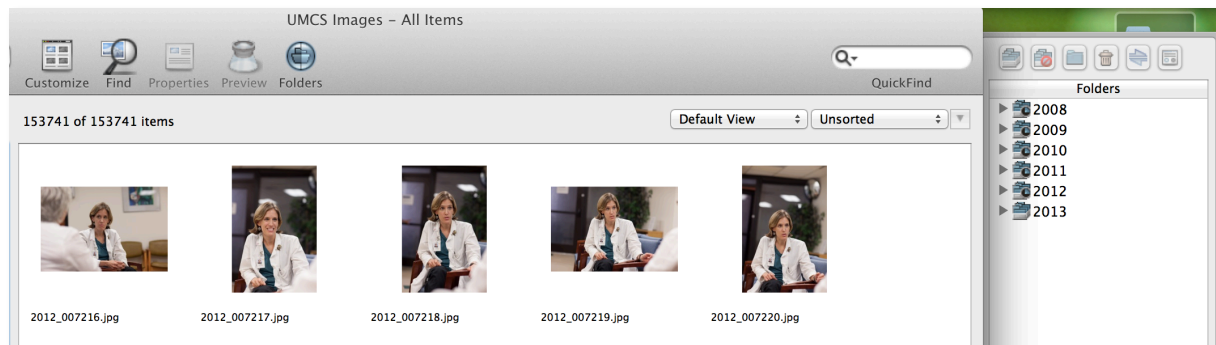 UMCS Images – All Items
Customize Find Properties Preview Folders
QuickFind
153741 of 153741 items
Default View
Unsorted
2012_007216.jpg
2012_007217.jpg
2012_007218.jpg
2012_007219.jpg
2012_007220.jpg
Folders
2008
2009
2010
2011
2012
2013